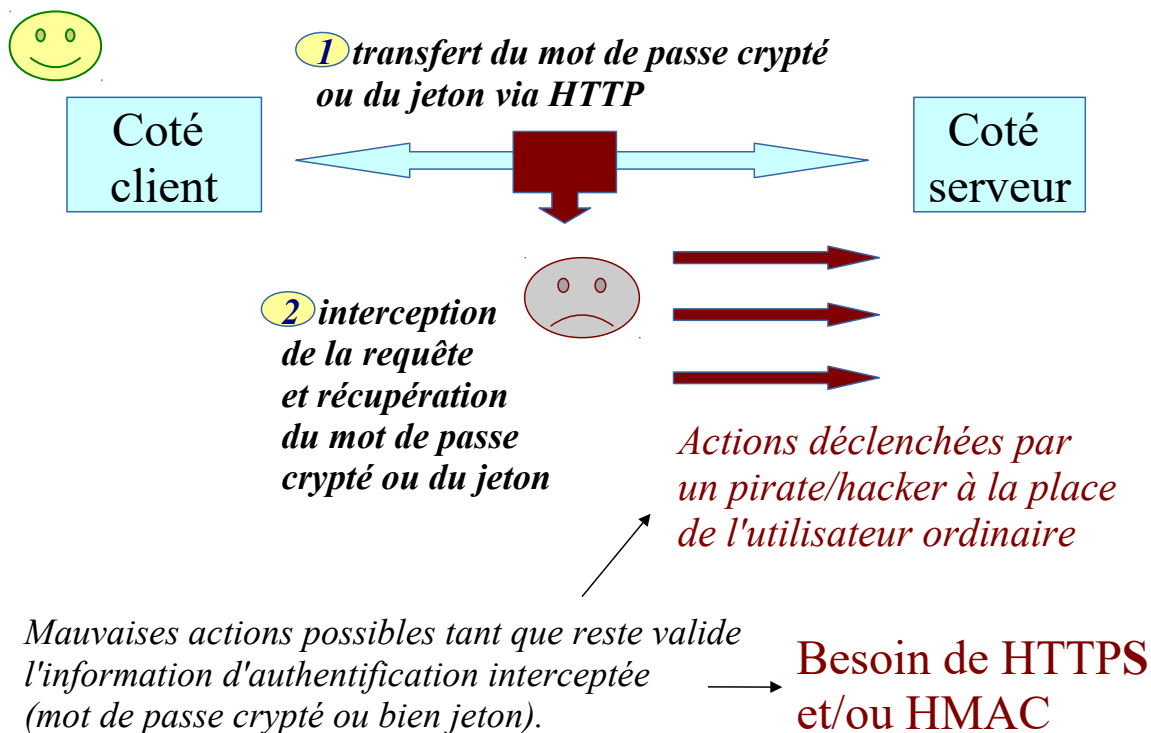 1 transfert du mot de passe crypté
ou du jeton via HTTP
Coté
client
Coté
serveur
2 interception
de la requête
et récupération
du mot de passe
crypté ou du jeton
Actions déclenchées par
un pirate/hacker à la place
de l'utilisateur ordinaire
Mauvaises actions possibles tant que reste valide
l'information d'authentification interceptée
(mot de passe crypté ou bien jeton).
Besoin de HTTPS
et/ou HMAC